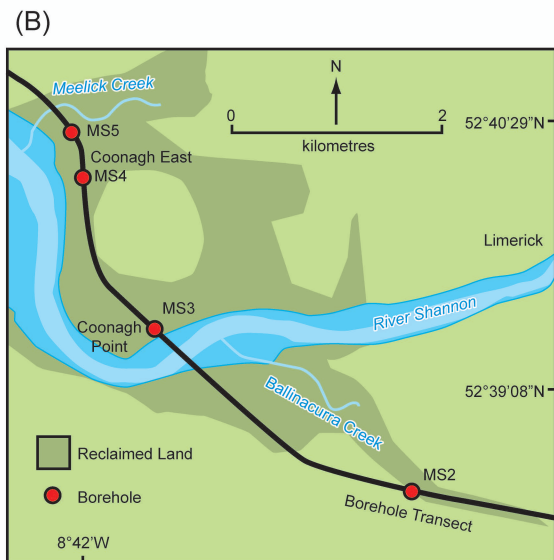 (B)
Meelick Creek
N
0
2
kilometres
52°40'29"N
MS5
Coonagh East
MS4
Limerick
MS3
Coonagh
Point
River Shannon
52°39'08"N
Ballinacurra Creek
Reclaimed Land
MS2
Borehole
Borehole Transect
8°42'W